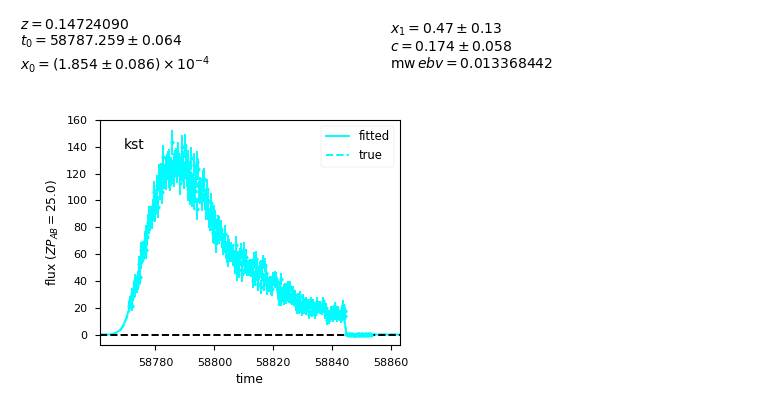 z = 0.14724090
t₀ = 58787.259 ± 0.064
x₀ = (1.854 ± 0.086) × 10⁻⁴
x₁ = 0.47 ± 0.13
c = 0.174 ± 0.058
mw ebv = 0.013368442
160
140
120
100
80
60
40
20
0
flux (ZP_AB = 25.0)
kst
fitted
true
58780 58800 58820 58840 58860
time